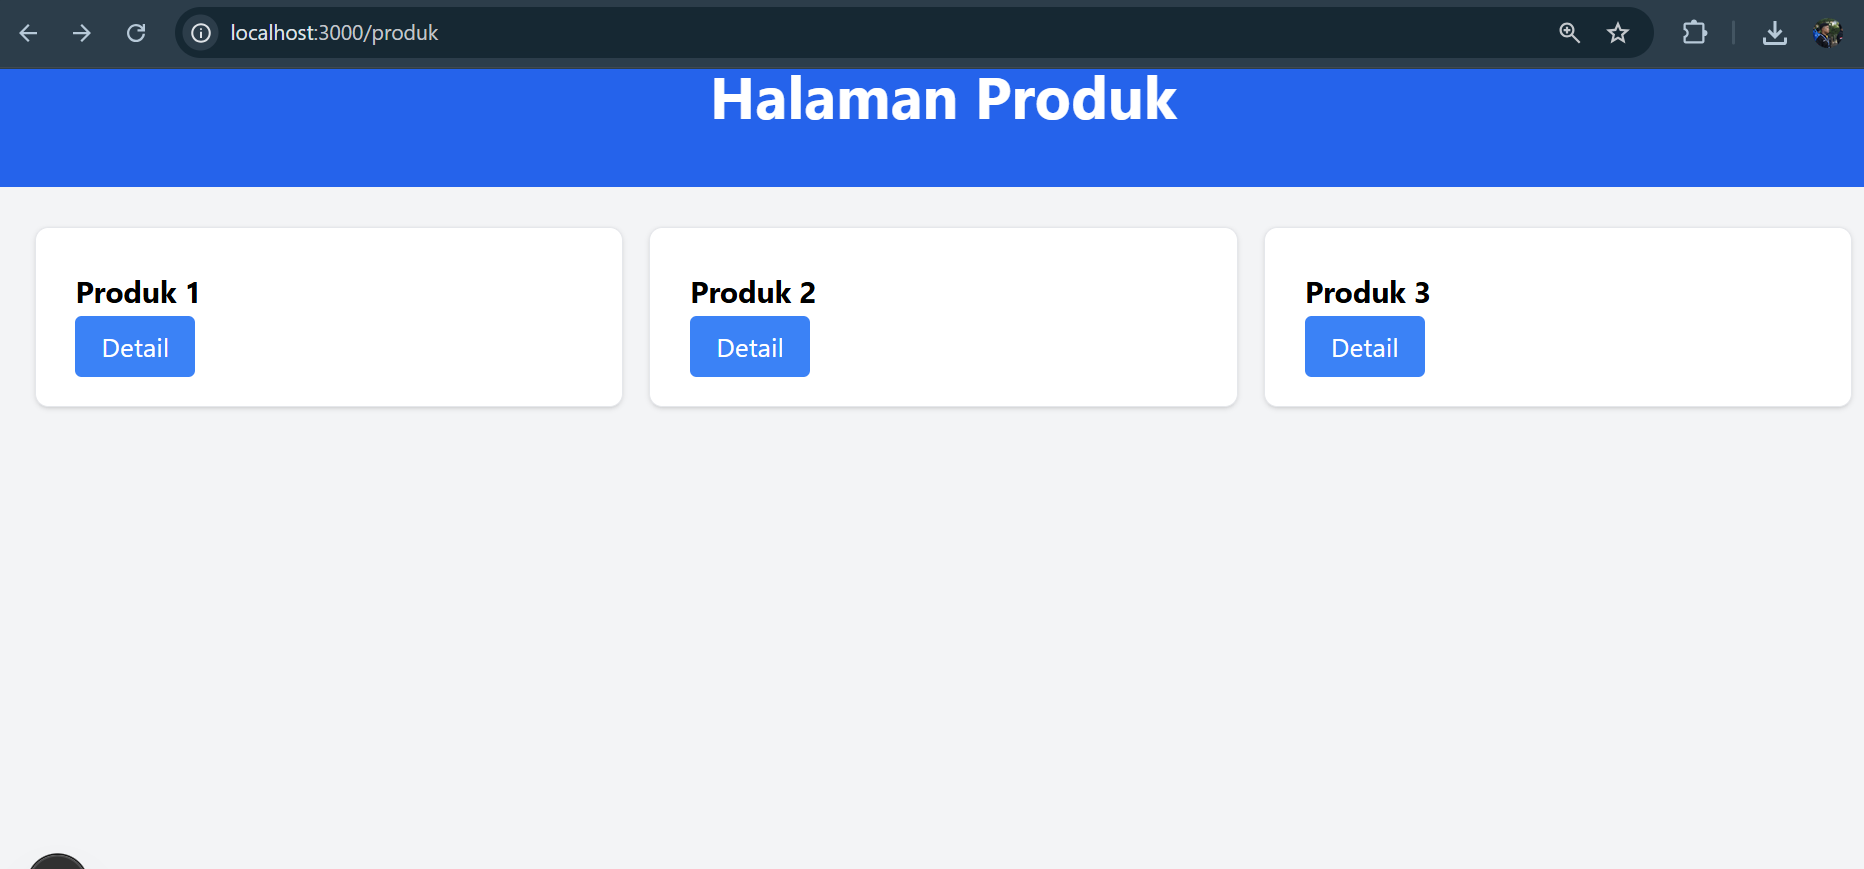 localhost:3000/produk
Halaman Produk
Produk 1
Detail
Produk 2
Detail
Produk 3
Detail